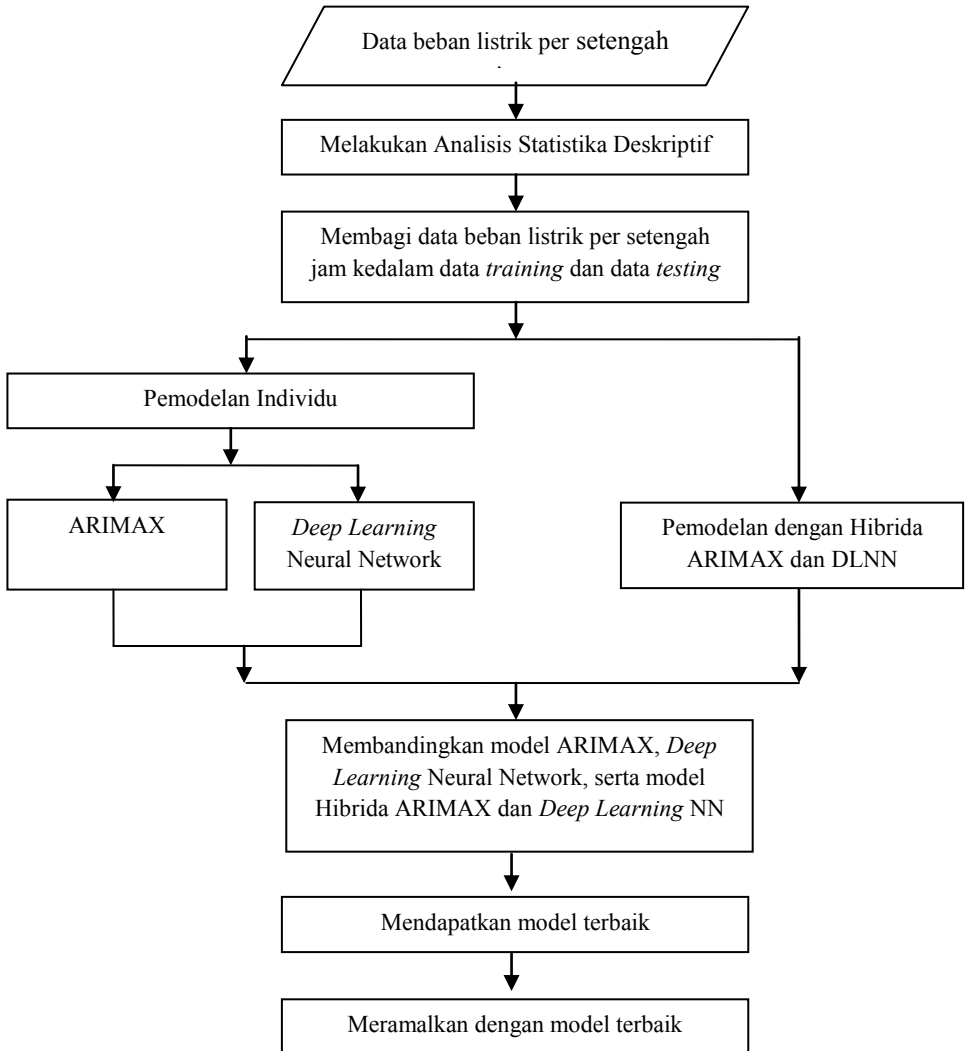 Data beban listrik per setengah
Melakukan Analisis Statistika Deskriptif
Membagi data beban listrik per setengah
jam kedalam data training dan data testing
Pemodelan Individu
ARIMAX
Deep Learning
Neural Network
Pemodelan dengan Hibrida
ARIMAX dan DLNN
Membandingkan model ARIMAX, Deep
Learning Neural Network, serta model
Hibrida ARIMAX dan Deep Learning NN
Mendapatkan model terbaik
Meramalkan dengan model terbaik